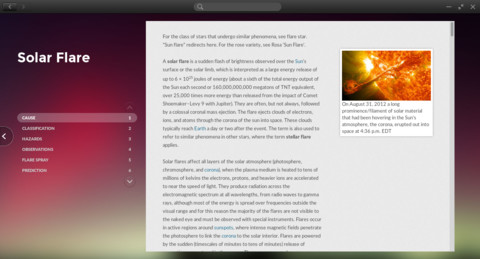 Solar Flare
CAUSE 1
CLASSIFICATION 2
HAZARDS 3
OBSERVATIONS 4
FLARE SPRAY 5
PREDICTION 6
For the class of stars that undergo similar phenomena, see flare star
"Sun flare" redirects here. For the rose variety, see Rosa 'Sun Flare'.
A solar flare is a sudden flash of brightness observed over the Sun's
surface or the solar limb, which is interpreted as a large energy release of
up to 6 × 10²⁵ joules of energy (about a sixth of the total energy output of
the Sun each second or 160,000,000,000 megatons of TNT equivalent,
over 25,000 times more energy than released from the impact of Comet
Shoemaker–Levy 9 with Jupiter). They are often, but not always, followed
by a colossal coronal mass ejection. The flare ejects clouds of electrons,
ions, and atoms through the corona of the sun into space. These clouds
typically reach Earth a day or two after the event. The term is also used to
refer to similar phenomena in other stars, where the term stellar flare
applies.
Solar flares affect all layers of the solar atmosphere (photosphere,
chromosphere, and corona), when the plasma medium is heated to tens of
millions of kelvins the electrons, protons, and heavier ions are accelerated
to near the speed of light. They produce radiation across the
electromagnetic spectrum at all wavelengths, from radio waves to gamma
rays, although most of the energy is spread over frequencies outside the
visual range and for this reason the majority of the flares are not visible to
the naked eye and must be observed with special instruments. Flares occur
in active regions around sunspots, where intense magnetic fields penetrate
the photosphere to link the corona to the solar interior. Flares are powered
by the sudden (timescales of minutes to tens of minutes) release of
On August 31, 2012 a long
prominence/filament of solar material
that had been hovering in the Sun's
atmosphere, the corona, erupted out into
space at 4:36 p.m. EDT